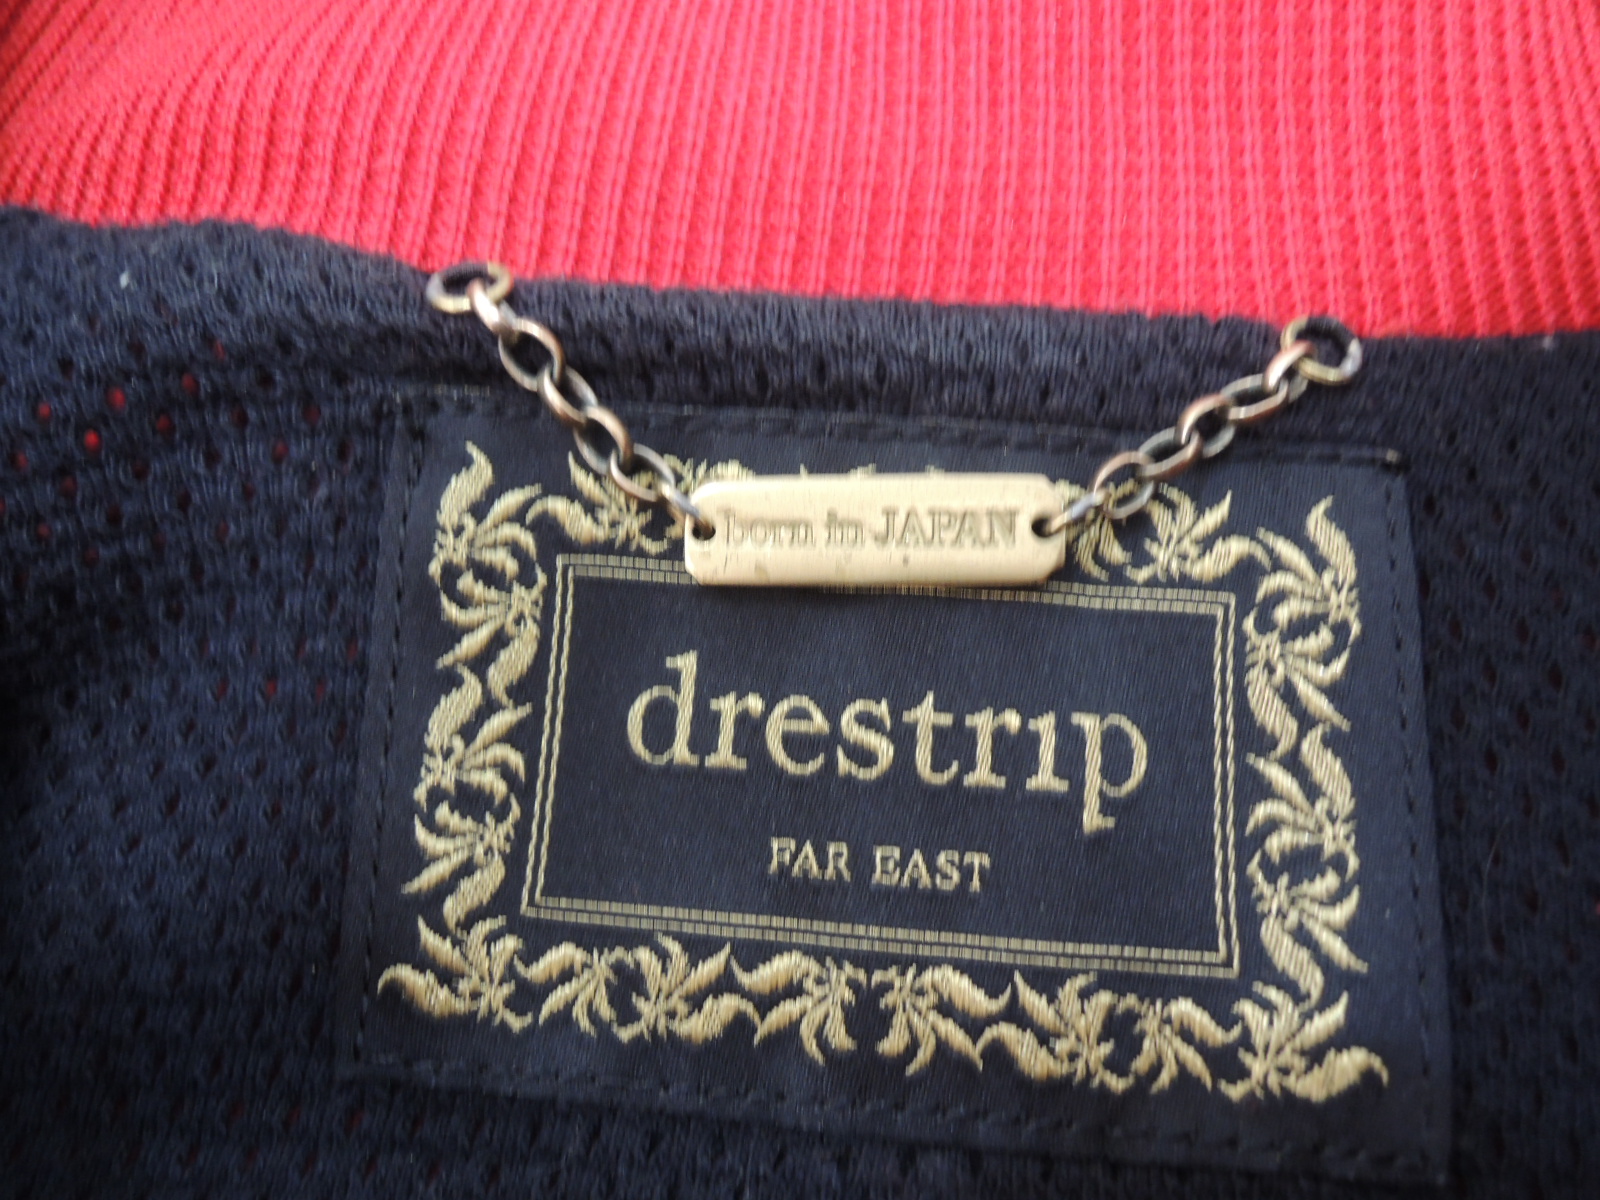 born in JAPAN
drestrip
FAR EAST